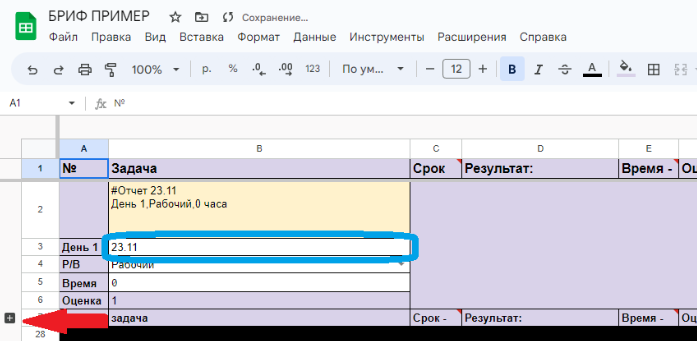 БРИФ ПРИМЕР Сохранение...
Файл Правка Вид Вставка Формат Данные Инструменты Расширения Справка
100% р. % .0 .00 123 По ум... − 12 + B I A
A1 fx №
A B C D E
1 № Задача Срок Результат: Время - Оц
2 #Отчет 23.11
День 1,Рабочий,0 часа
3 День 1 23.11
4 Р/В Рабочий
5 Время 0
6 Оценка 1
задача Срок - Результат: Время - Оц
28